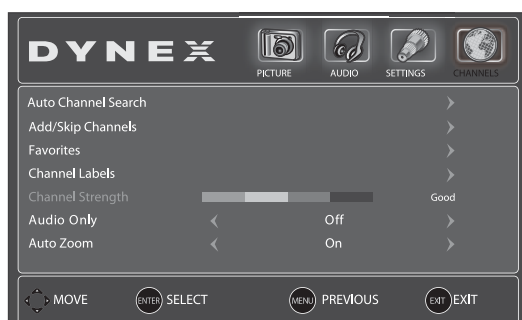 DYNEX
PICTURE AUDIO SETTINGS CHANNELS
Auto Channel Search
Add/Skip Channels
Favorites
Channel Labels
Channel Strength Good
Audio Only Off
Auto Zoom On
MOVE ENTER SELECT MENU PREVIOUS EXIT EXIT